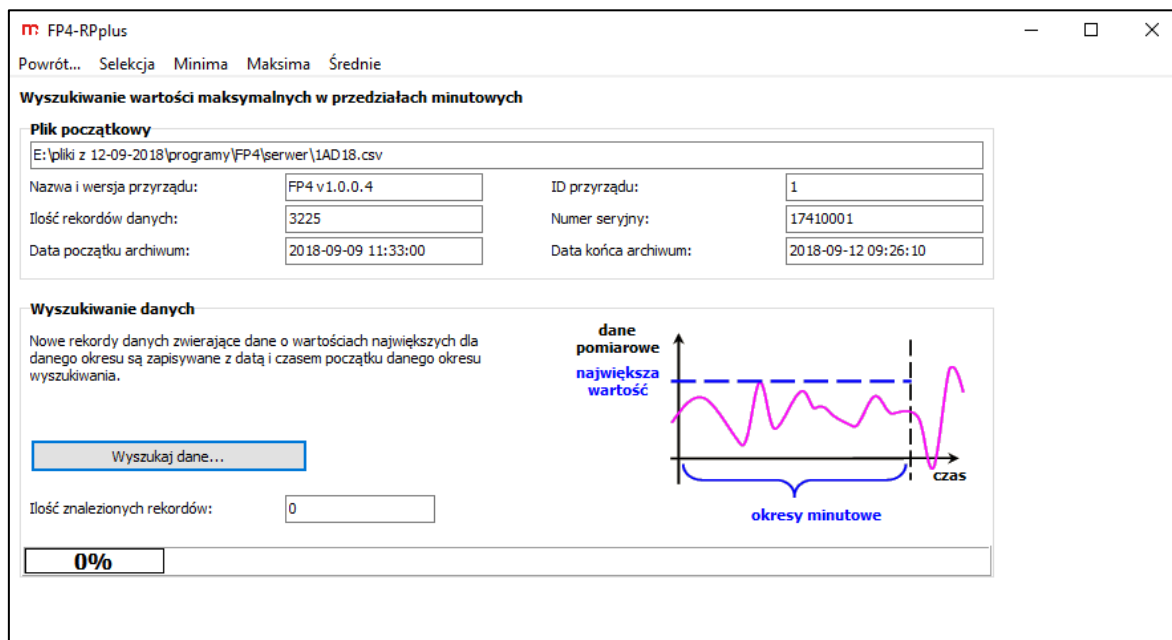 FP4-RPplus
Powrót... Selekcja Minima Maksima Średnie
Wyszukiwanie wartości maksymalnych w przedziałach minutowych
Plik początkowy
E:\pliki z 12-09-2018\programy\FP4\serwer\1AD18.csv
Nazwa i wersja przyrządu: FP4 v1.0.0.4 ID przyrządu: 1
Ilość rekordów danych: 3225 Numer seryjny: 17410001
Data początku archiwum: 2018-09-09 11:33:00 Data końca archiwum: 2018-09-12 09:26:10
Wyszukiwanie danych
Nowe rekordy danych zwierające dane o wartościach największych dla
danego okresu są zapisywane z datą i czasem początku danego okresu
wyszukiwania.
dane
pomiarowe
największa
wartość
czas
okresy minutowe
Wyszukaj dane...
Ilość znalezionych rekordów: 0
0%